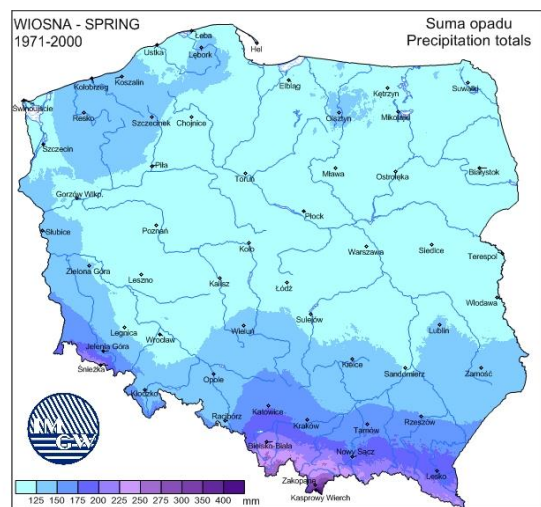 WIOSNA - SPRING
1971-2000
Suma opadu
Precipitation totals
Łeba
Hel
Ustka
Lębork
Koszalin
Kołobrzeg
Elbląg
Kętrzyn
Suwałki
Świnoujście
Resko
Szczecinek
Chojnice
Olsztyn
Mikołajki
Szczecin
Piła
Mława
Ostrołęka
Białystok
Toruń
Gorzów Wlkp.
Płock
Słubice
Poznań
Koło
Warszawa
Siedlce
Terespol
Zielona Góra
Leszno
Kalisz
Łódź
Włodawa
Sulejów
Legnica
Wrocław
Wieluń
Lublin
Jelenia Góra
Śnieżka
Kielce
Sandomierz
Zamość
Opole
Kłodzko
Katowice
Racibórz
Kraków
Tarnów
Rzeszów
Bielsko-Biała
Nowy Sącz
Lesko
Zakopane
Kasprowy Wierch
IM
GW
125 150 175 200 225 250 275 300 350 400 mm